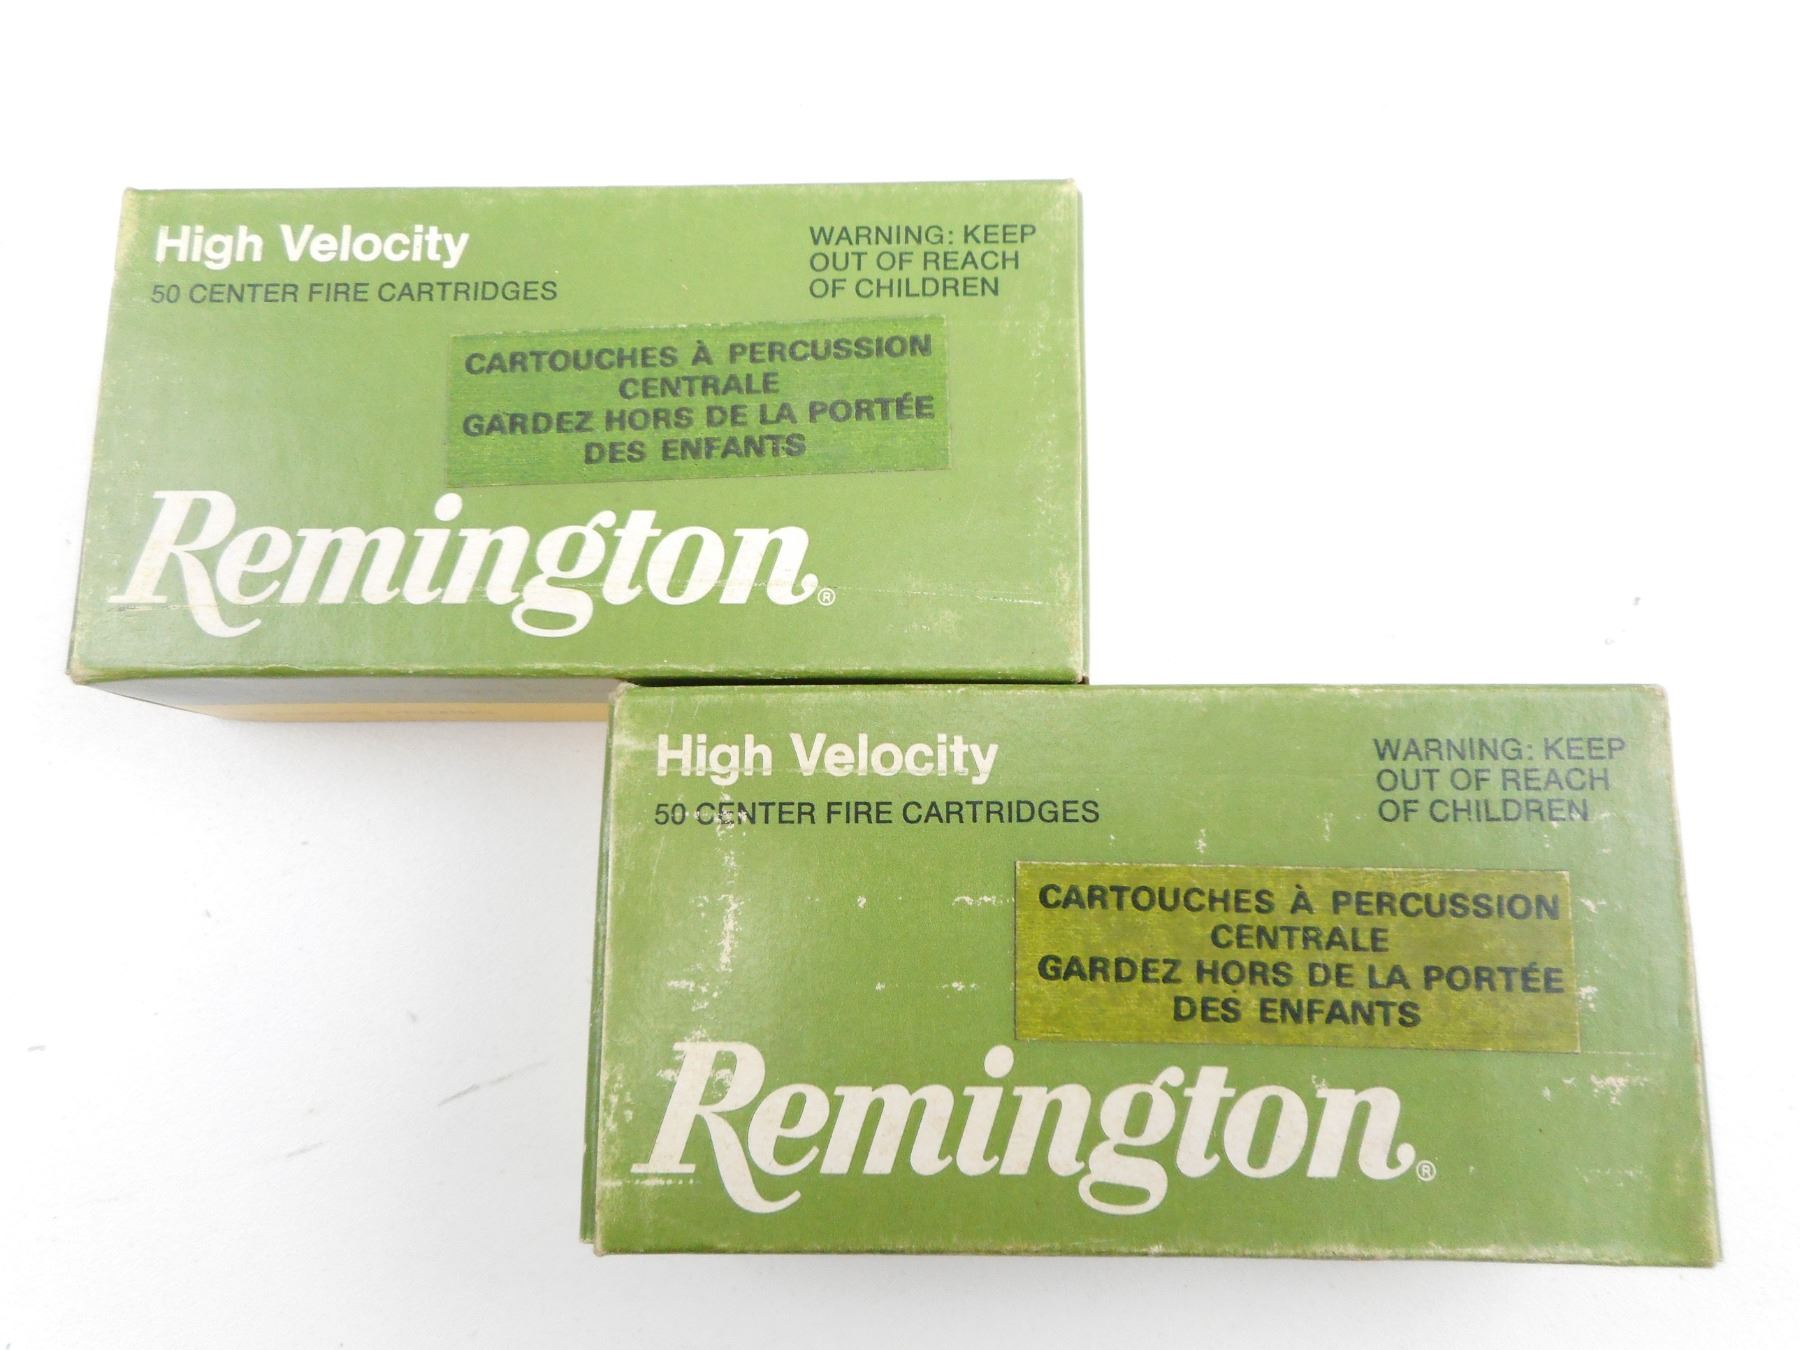 High Velocity
50 CENTER FIRE CARTRIDGES
WARNING: KEEP
OUT OF REACH
OF CHILDREN
CARTOUCHES À PERCUSSION
CENTRALE
GARDEZ HORS DE LA PORTÉE
DES ENFANTS
Remington®
High Velocity
50 CENTER FIRE CARTRIDGES
WARNING: KEEP
OUT OF REACH
OF CHILDREN
CARTOUCHES À PERCUSSION
CENTRALE
GARDEZ HORS DE LA PORTÉE
DES ENFANTS
Remington®